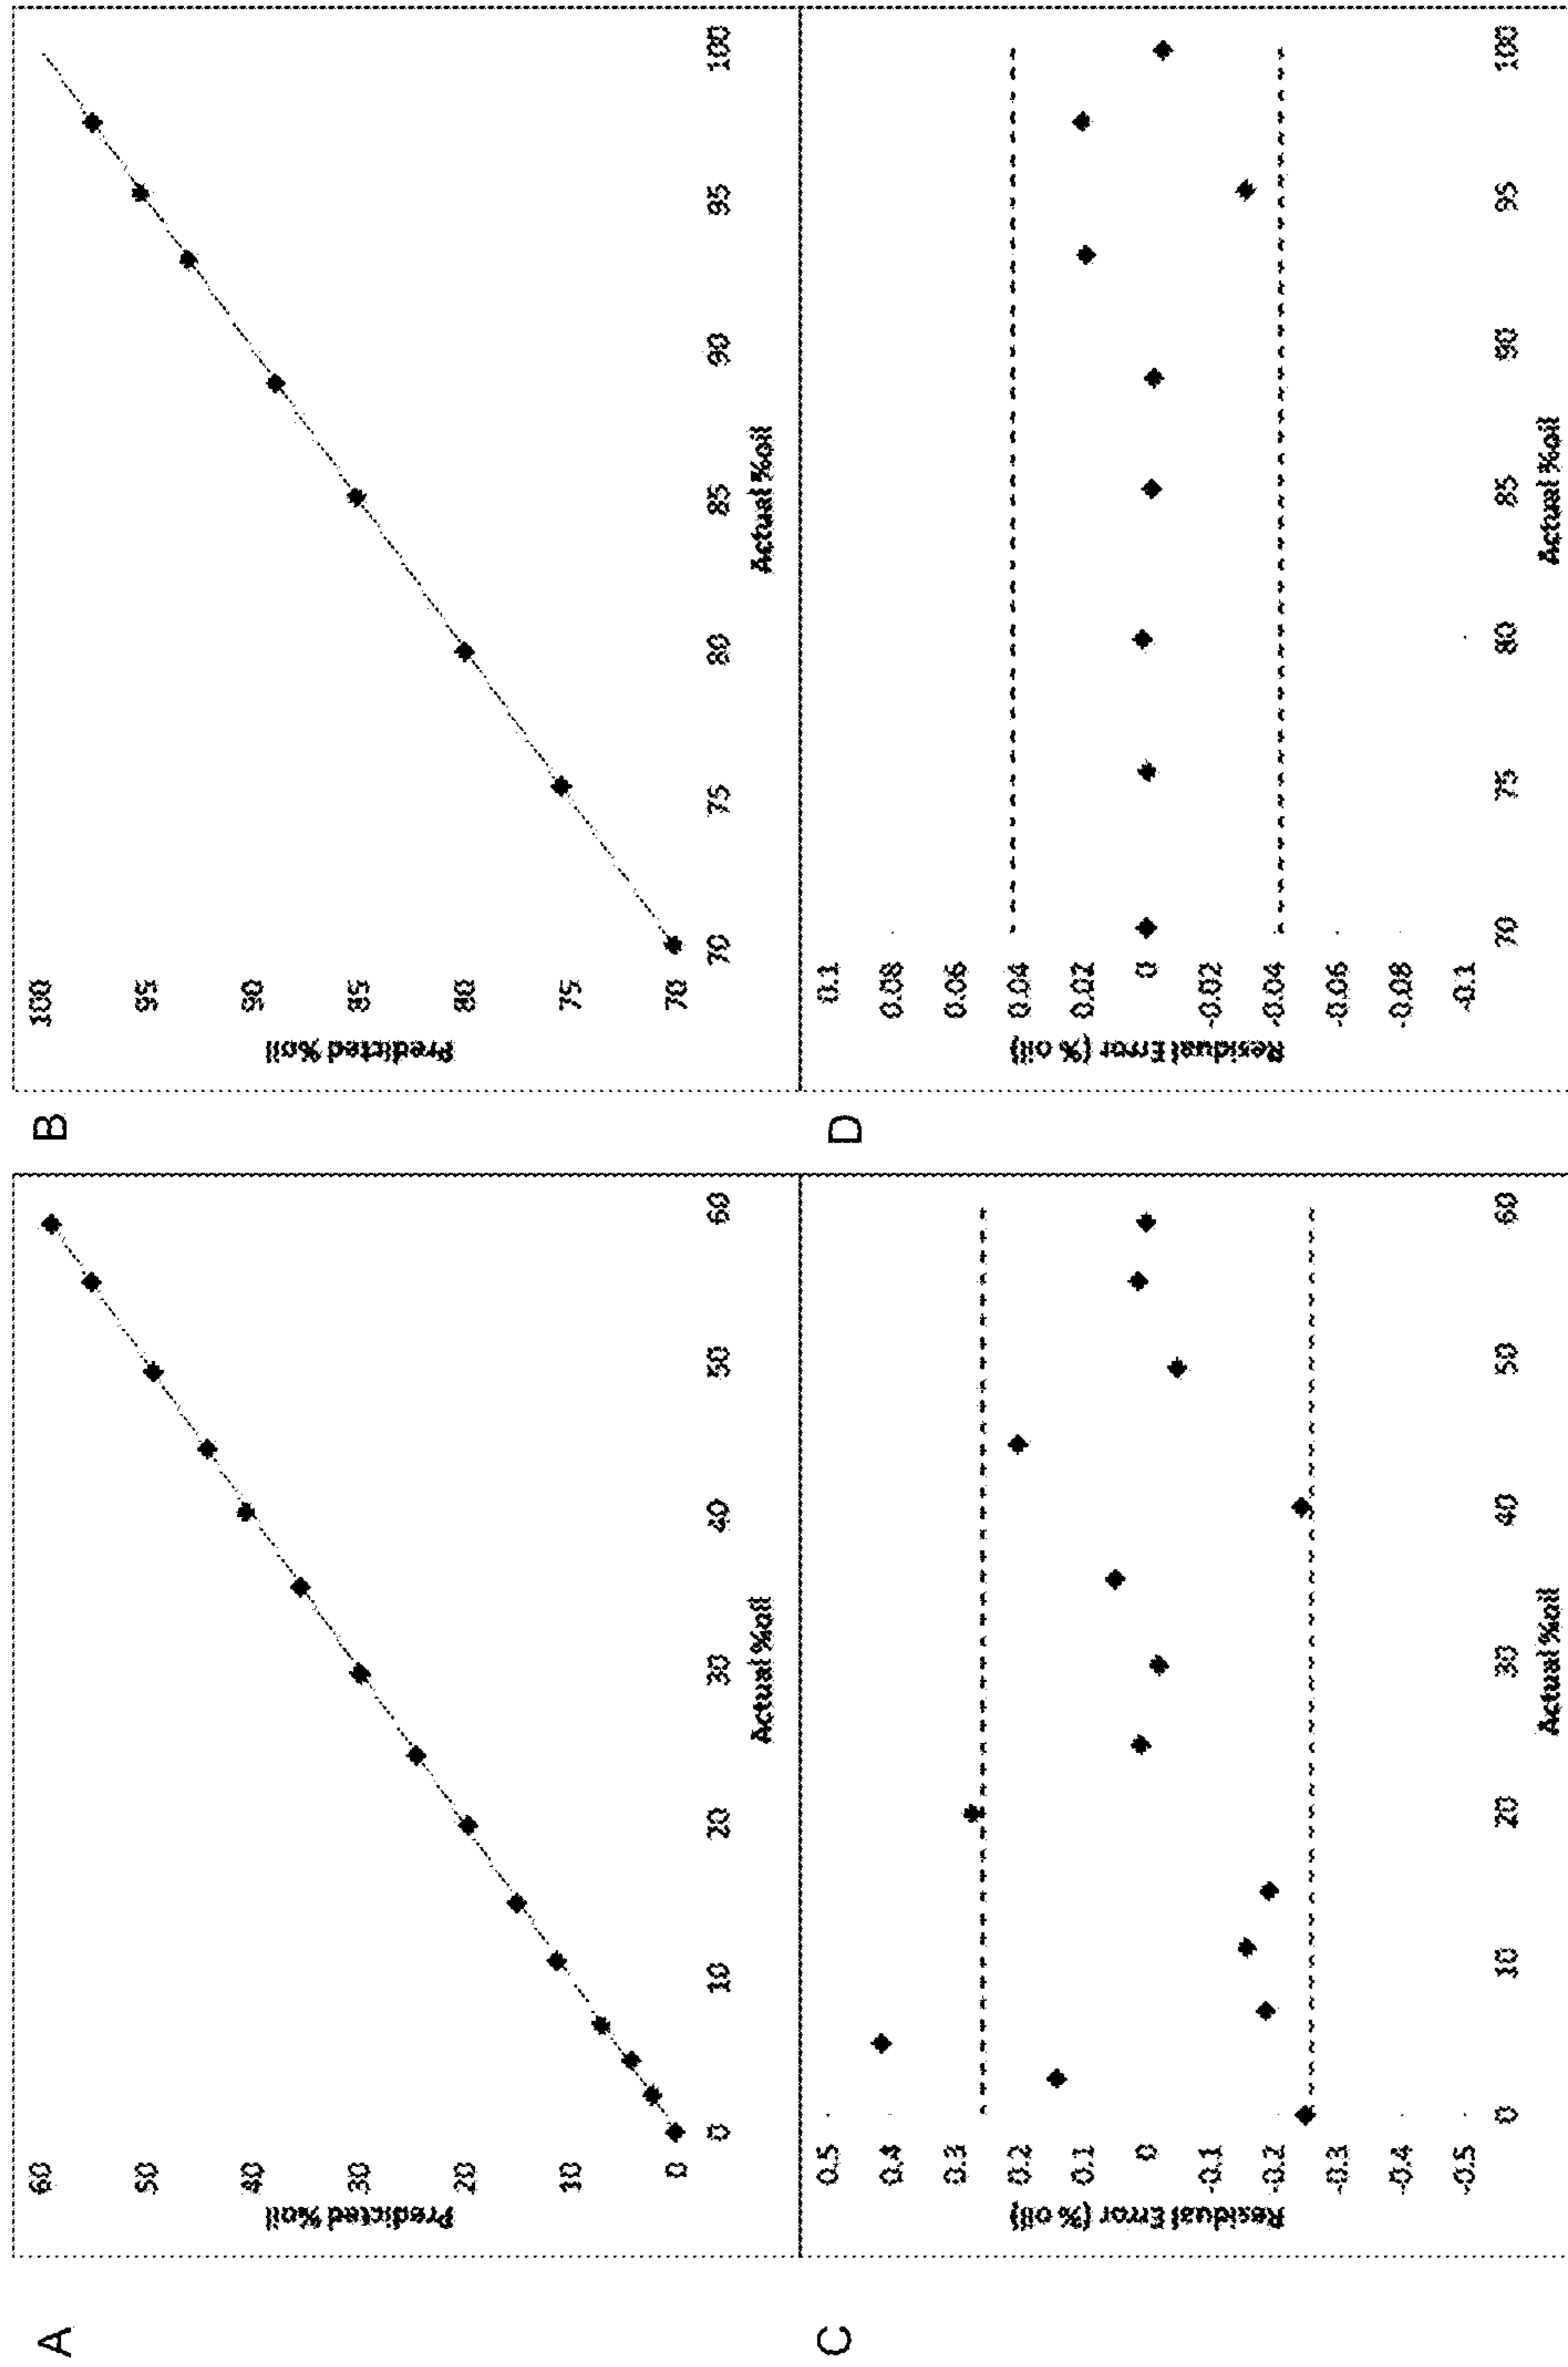 A
60
50
40
30
20
10
0
Predicted %oil
0 10 20 30 40 50 60
Actual %oil
B
100
95
90
85
80
75
70
Predicted %oil
70 75 80 85 90 95 100
Actual %oil
C
0.5
0.4
0.3
0.2
0.1
0
-0.1
-0.2
-0.3
-0.4
-0.5
Residual Error (% oil)
0 10 20 30 40 50 60
Actual %oil
D
0.1
0.08
0.06
0.04
0.02
0
-0.02
-0.04
-0.06
-0.08
-0.1
Residual Error (% oil)
70 75 80 85 90 95 100
Actual %oil